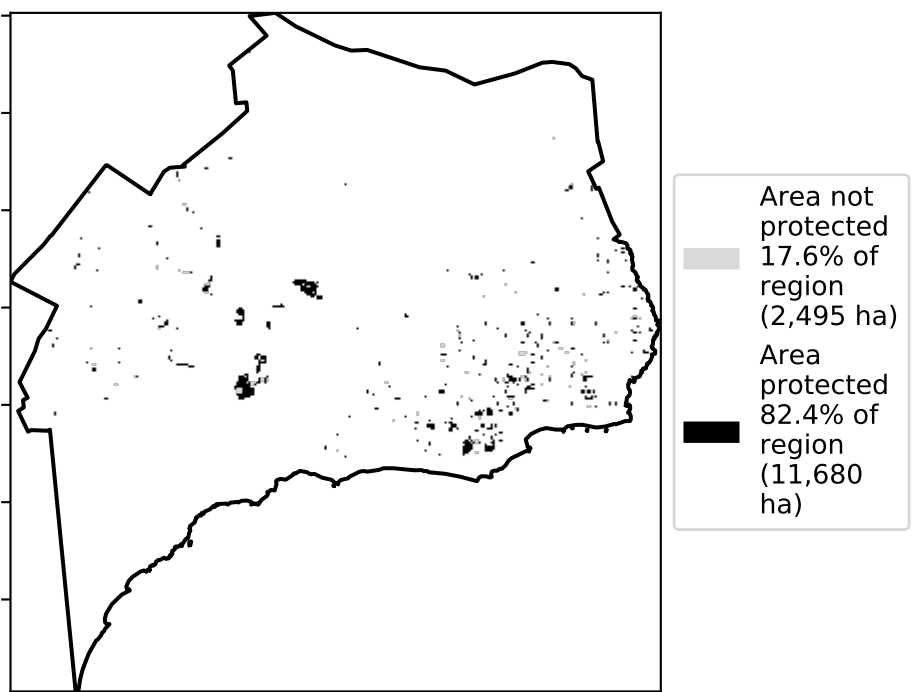 Area not
protected
17.6% of
region
(2,495 ha)
Area
protected
82.4% of
region
(11,680
ha)